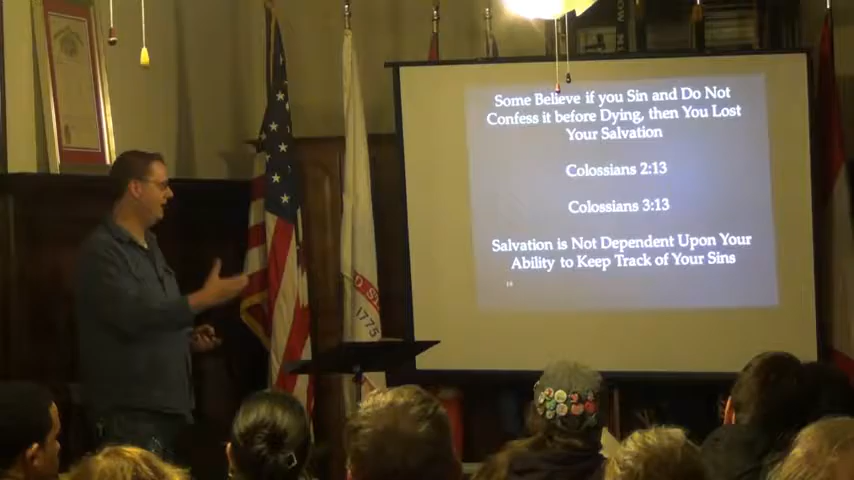 Some Believe if you Sin and Do Not
Confess it before Dying, then You Lost
Your Salvation
Colossians 2:13
Colossians 3:13
Salvation is Not Dependent Upon Your
Ability to Keep Track of Your Sins
1775